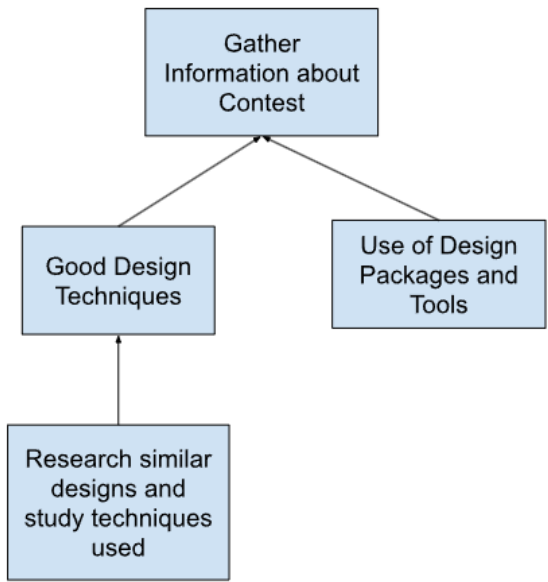 Gather
Information about
Contest
Good Design
Techniques
Use of Design
Packages and
Tools
Research similar
designs and
study techniques
used